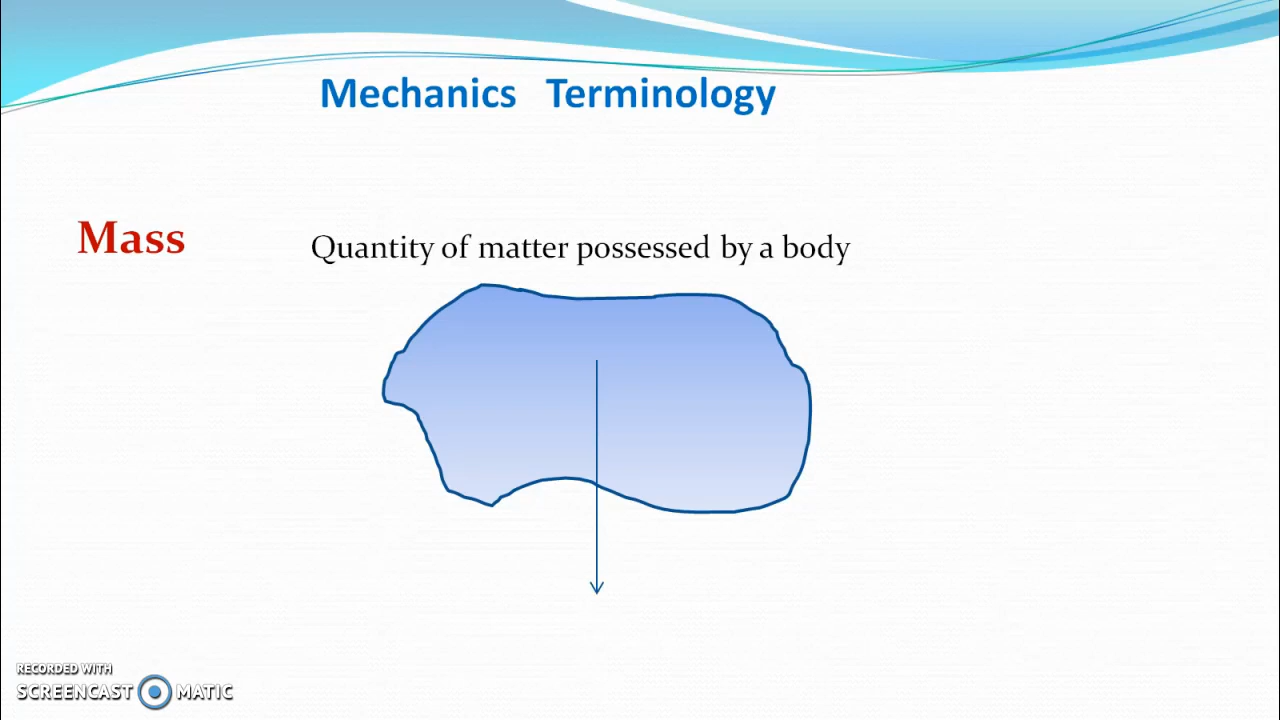 Mechanics Terminology
Mass
Quantity of matter possessed by a body
RECORDED WITH
SCREENCAST MATIC